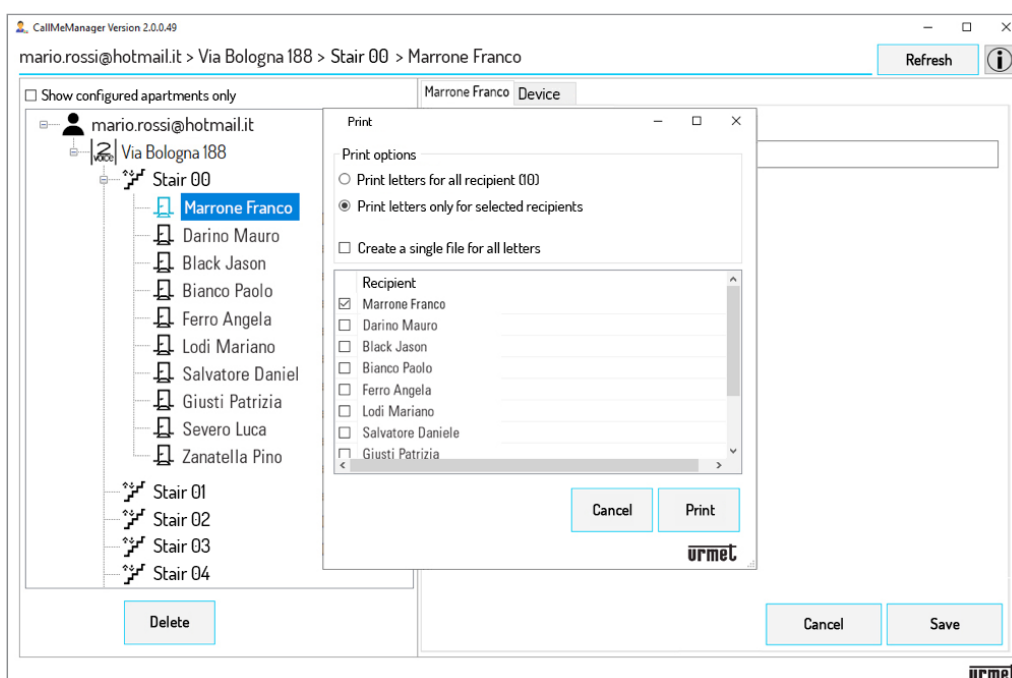 CallMeManager Version 2.0.0.49
mario.rossi@hotmail.it > Via Bologna 188 > Stair 00 > Marrone Franco
Refresh
i
Show configured apartments only
mario.rossi@hotmail.it
2 voice Via Bologna 188
Stair 00
Marrone Franco
Darino Mauro
Black Jason
Bianco Paolo
Ferro Angela
Lodi Mariano
Salvatore Daniel
Giusti Patrizia
Severo Luca
Zanatella Pino
Stair 01
Stair 02
Stair 03
Stair 04
Delete
Marrone Franco Device
Print
Print options
Print letters for all recipient (10)
Print letters only for selected recipients
Create a single file for all letters
Recipient
Marrone Franco
Darino Mauro
Black Jason
Bianco Paolo
Ferro Angela
Lodi Mariano
Salvatore Daniele
Giusti Patrizia
Cancel Print
urmet
Cancel Save
urmet